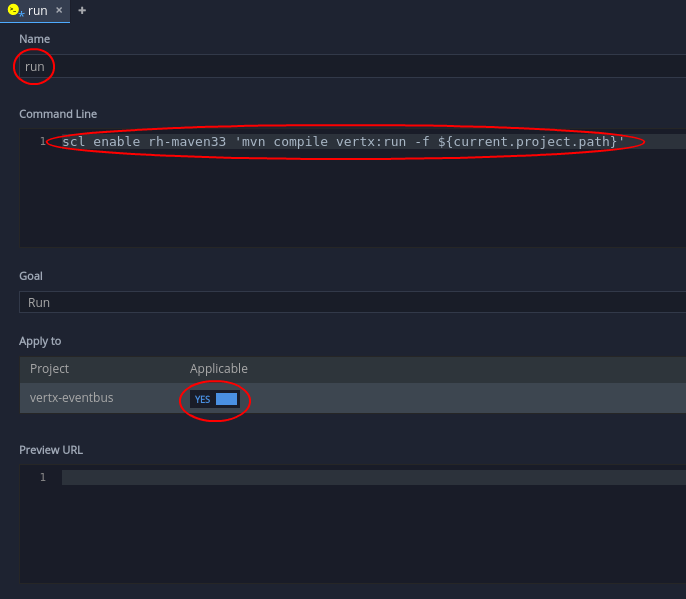 run × +
Name
run
Command Line
1 scl enable rh-maven33 'mvn compile vertx:run -f ${current.project.path}'
Goal
Run
Apply to
Project Applicable
vertx-eventbus YES
Preview URL
1